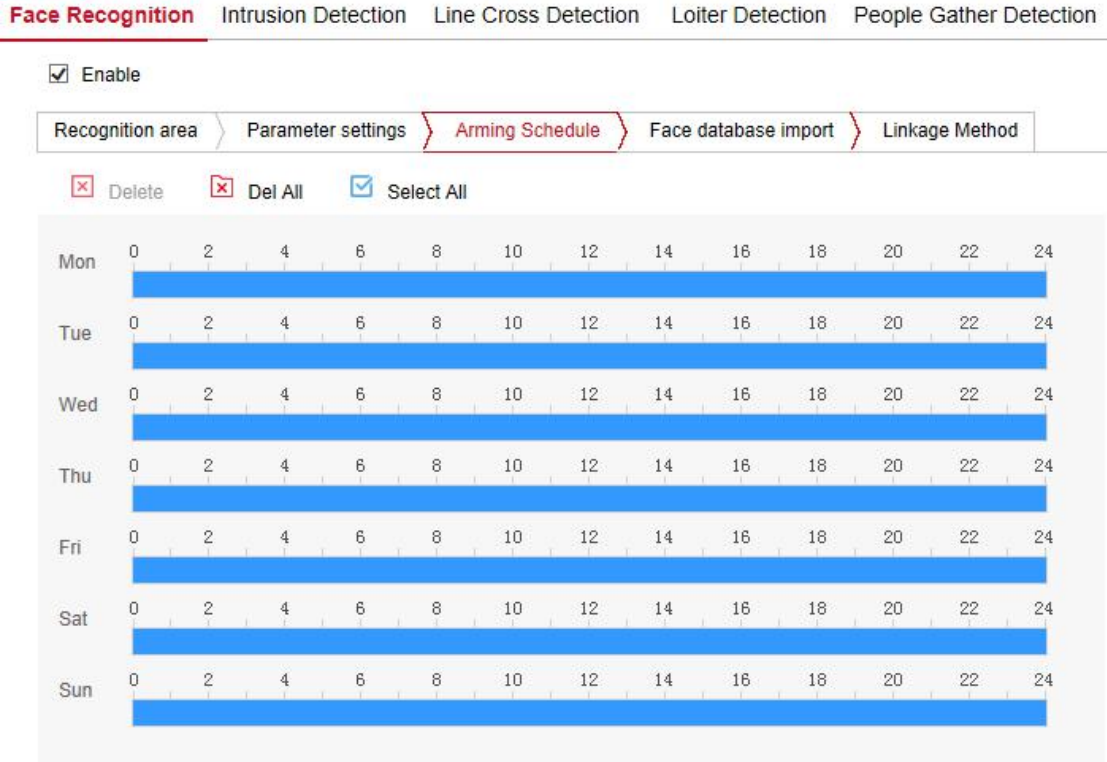 Face Recognition Intrusion Detection Line Cross Detection Loiter Detection People Gather Detection
Enable
Recognition area Parameter settings Arming Schedule Face database import Linkage Method
Delete Del All Select All
0 2 4 6 8 10 12 14 16 18 20 22 24
Mon
0 2 4 6 8 10 12 14 16 18 20 22 24
Tue
0 2 4 6 8 10 12 14 16 18 20 22 24
Wed
0 2 4 6 8 10 12 14 16 18 20 22 24
Thu
0 2 4 6 8 10 12 14 16 18 20 22 24
Fri
0 2 4 6 8 10 12 14 16 18 20 22 24
Sat
0 2 4 6 8 10 12 14 16 18 20 22 24
Sun